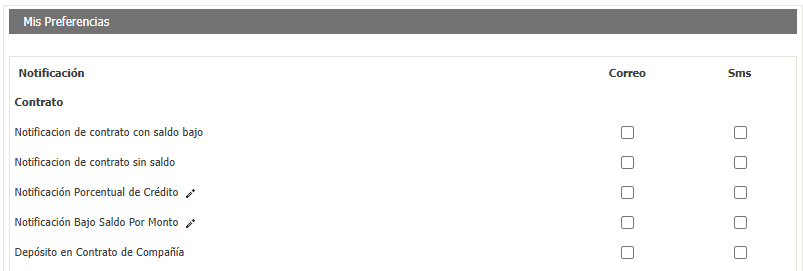 Mis Preferencias
Notificación Correo Sms
Contrato
Notificacion de contrato con saldo bajo
Notificacion de contrato sin saldo
Notificación Porcentual de Crédito
Notificación Bajo Saldo Por Monto
Depósito en Contrato de Compañía